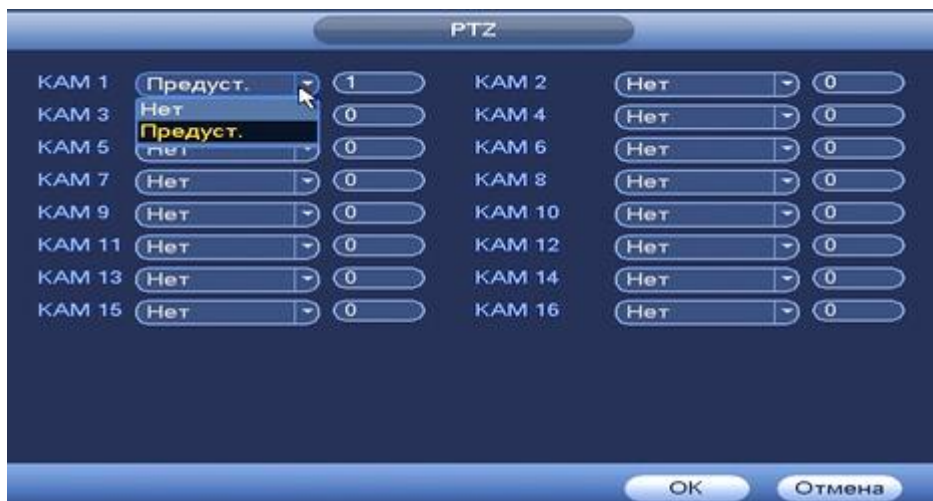 PTZ
КАМ 1 Предуст. 1 КАМ 2 Нет 0
Нет
КАМ 3 0 КАМ 4 Нет 0
Предуст.
КАМ 5 Нет 0 КАМ 6 Нет 0
КАМ 7 Нет 0 КАМ 8 Нет 0
КАМ 9 Нет 0 КАМ 10 Нет 0
КАМ 11 Нет 0 КАМ 12 Нет 0
КАМ 13 Нет 0 КАМ 14 Нет 0
КАМ 15 Нет 0 КАМ 16 Нет 0
OK Отмена